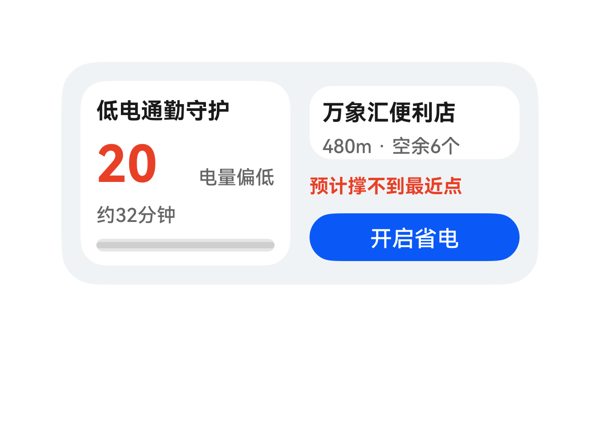 低电通勤守护
20
电量偏低
约32分钟
万象汇便利店
480m · 空余6个
预计撑不到最近点
开启省电